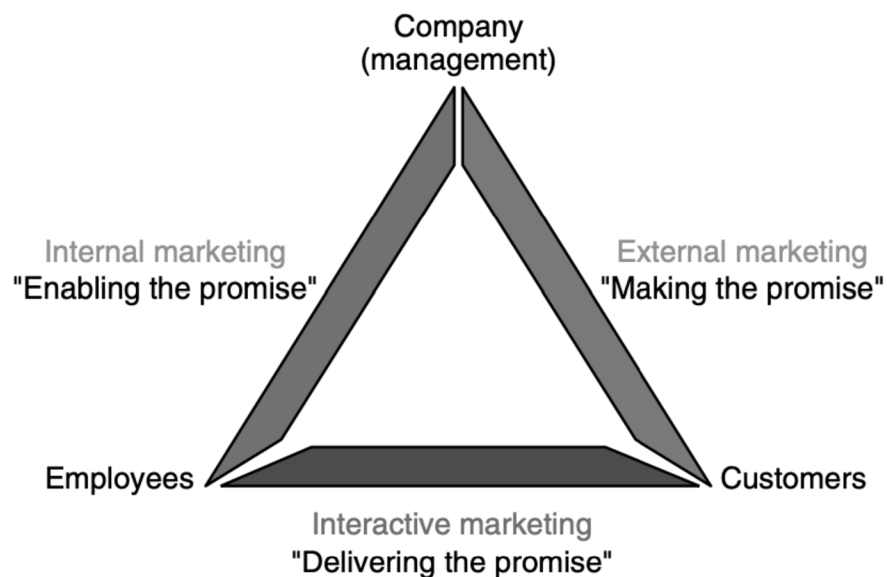 Company
(management)
Internal marketing
"Enabling the promise"
External marketing
"Making the promise"
Employees
Customers
Interactive marketing
"Delivering the promise"